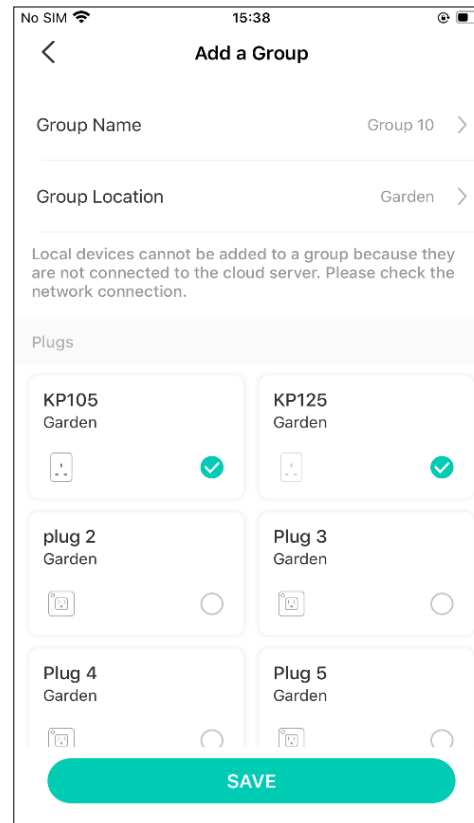 No SIM 15:38
Add a Group
Group Name Group 10
Group Location Garden
Local devices cannot be added to a group because they
are not connected to the cloud server. Please check the
network connection.
Plugs
KP105 KP125
Garden Garden
plug 2 Plug 3
Garden Garden
Plug 4 Plug 5
Garden Garden
SAVE